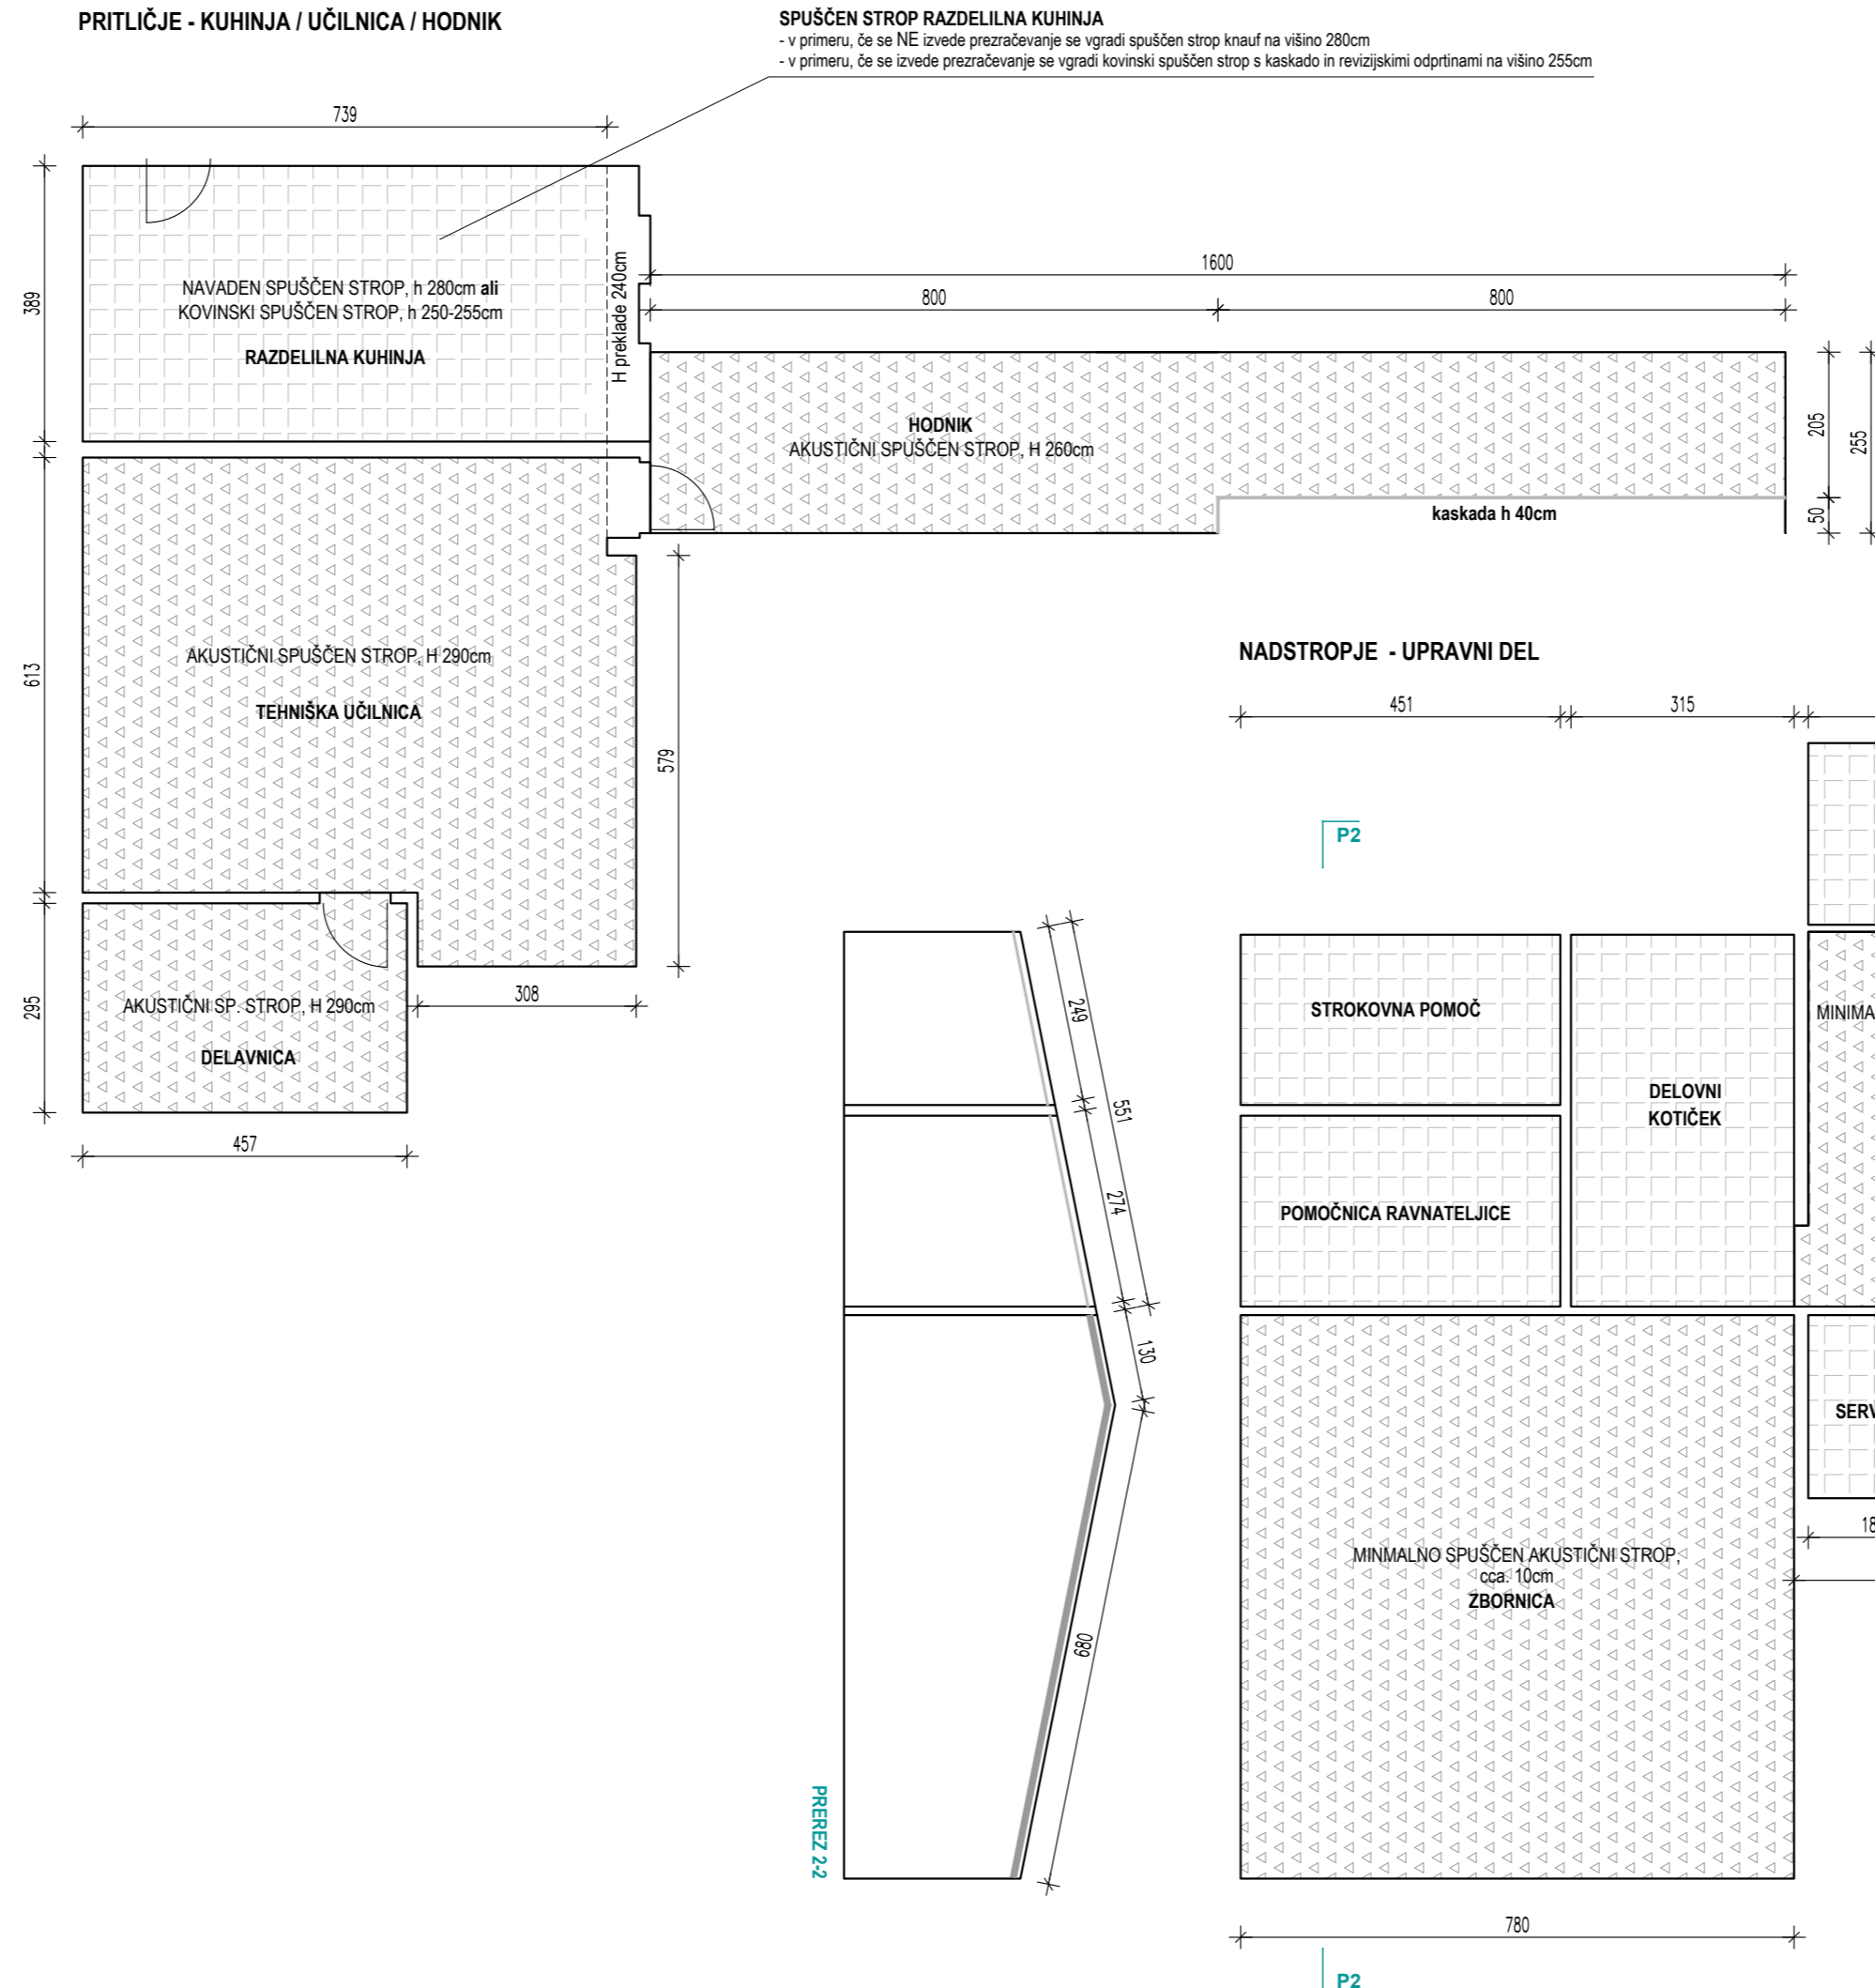 PRITLIČJE - KUHINJA / UČILNICA / HODNIK
SPUŠČEN STROP RAZDELILNA KUHINJA
- v primeru, če se NE izvede prezračevanje se vgradi spuščen strop knauf na višino 280cm
- v primeru, če se izvede prezračevanje se vgradi kovinski spuščen strop s kaskado in revizijskimi odprtinami na višino 255cm
739
389
NAVADEN SPUŠČEN STROP, h 280cm ali
KOVINSKI SPUŠČEN STROP, h 250-255cm
RAZDELILNA KUHINJA
H preklade 240cm
1600
800
800
HODNIK
AKUSTIČNI SPUŠČEN STROP, H 260cm
205
255
50
kaskada h 40cm
613
AKUSTIČNI SPUŠČEN STROP, H 290cm
TEHNIŠKA UČILNICA
579
295
AKUSTIČNI SP. STROP, H 290cm
DELAVNICA
308
457
NADSTROPJE - UPRAVNI DEL
451
315
P2
249
551
274
130
680
PREREZ 2-2
STROKOVNA POMOČ
DELOVNI
KOTIČEK
MINIMA
POMOČNICA RAVNATELJICE
SERV
18
MINMALNO SPUŠČEN AKUSTIČNI STROP,
cca. 10cm
ZBORNICA
780
P2